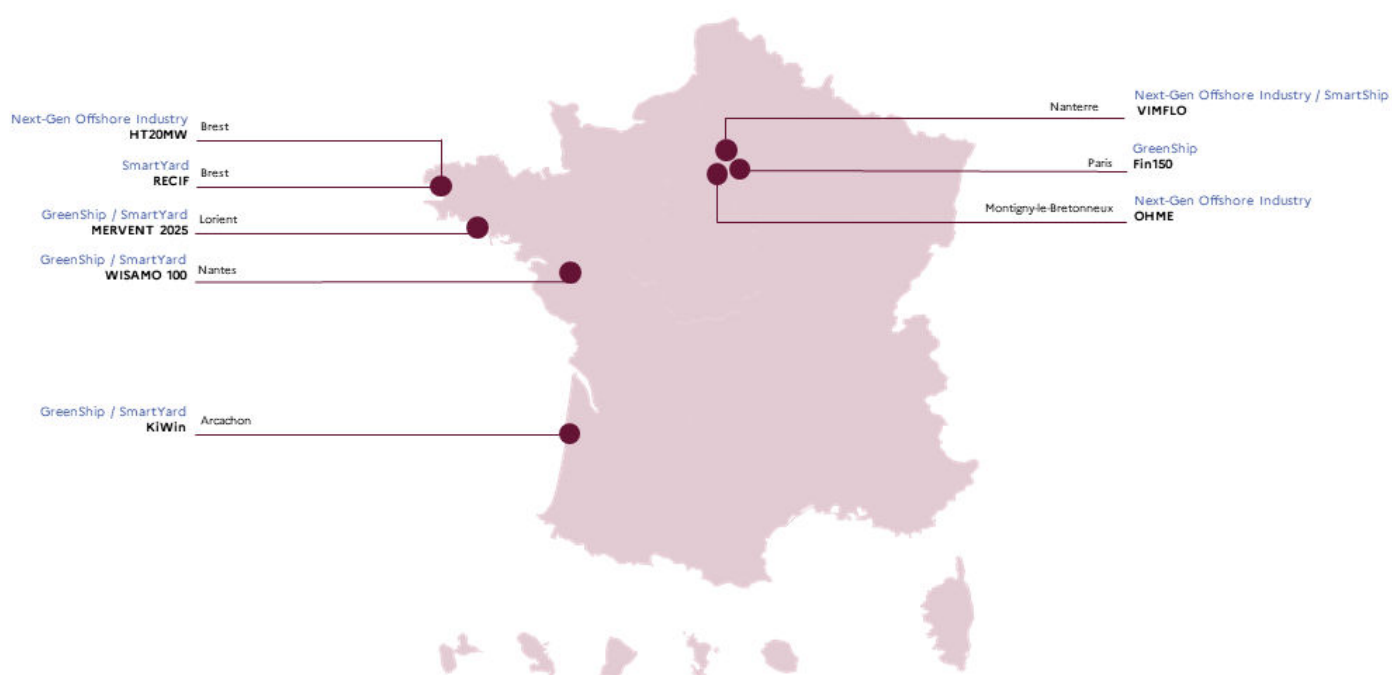 Next-Gen Offshore Industry
HT20MW
Brest
SmartYard
RECIF
Brest
GreenShip / SmartYard
MERVENT 2025
Lorient
GreenShip / SmartYard
WISAMO 100
Nantes
GreenShip / SmartYard
KiWin
Arcachon
Nanterre
Next-Gen Offshore Industry / SmartShip
VIMFLO
Paris
GreenShip
Fin150
Montigny-le-Bretonneux
Next-Gen Offshore Industry
OHME